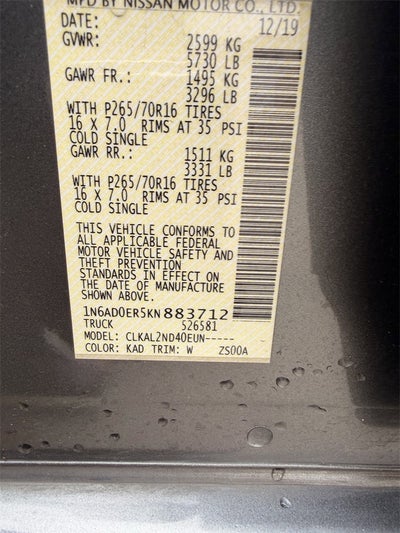 MFD BY NISSAN MOTOR CO., LTD.
DATE: 12/19
GVWR: 2599 KG
5730 LB
GAWR FR.: 1495 KG
3296 LB
WITH P265/70R16 TIRES
16 X 7.0 RIMS AT 35 PSI
COLD SINGLE
GAWR RR.: 1511 KG
3331 LB
WITH P265/70R16 TIRES
16 X 7.0 RIMS AT 35 PSI
COLD SINGLE
THIS VEHICLE CONFORMS TO
ALL APPLICABLE FEDERAL
MOTOR VEHICLE SAFETY AND
THEFT PREVENTION
STANDARDS IN EFFECT ON
THE DATE OF MANUFACTURE
SHOWN ABOVE.
1N6AD0ER5KN883712
TRUCK 526581
MODEL: CLKAL2ND40EUN-----
COLOR: KAD TRIM: W ZS00A